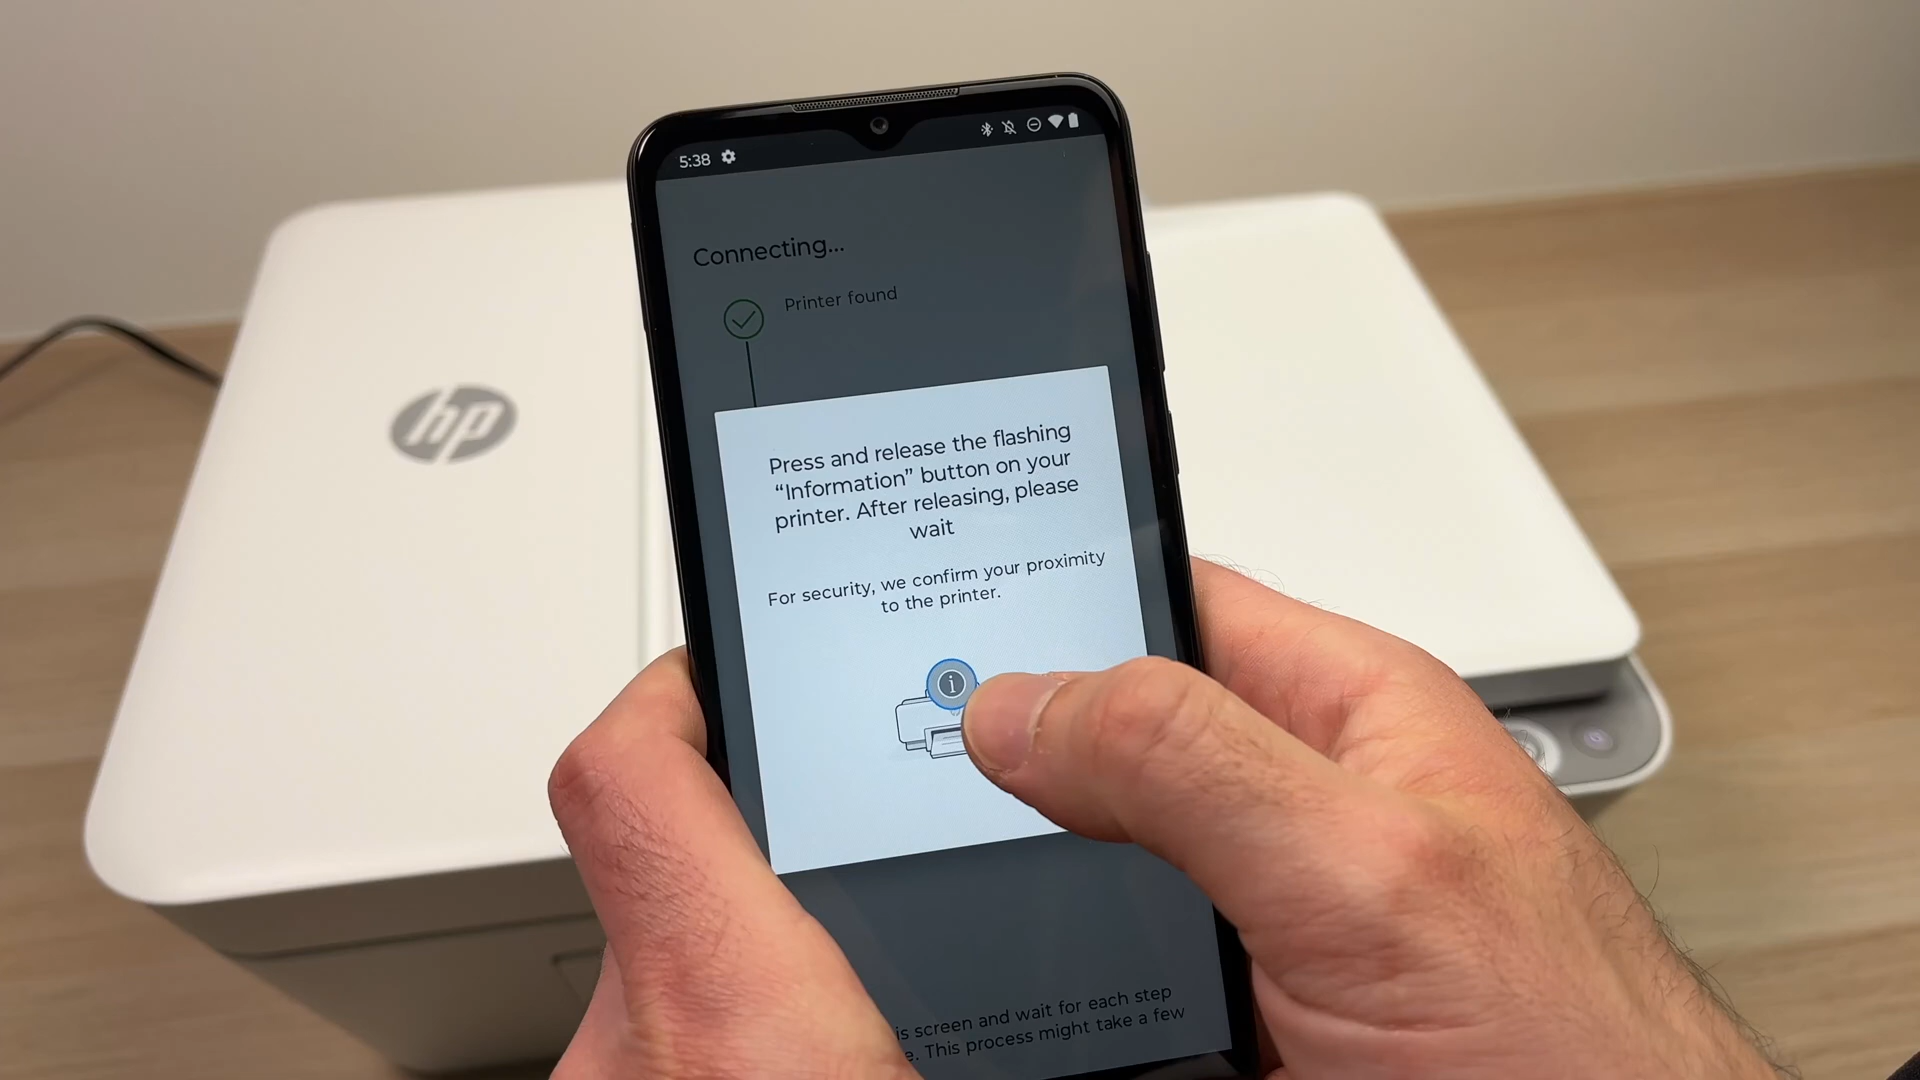 5:38
Connecting...
Printer found
hp
Press and release the flashing
“Information” button on your
printer. After releasing, please
wait
For security, we confirm your proximity
to the printer.
i
screen and wait for each step
This process might take a few